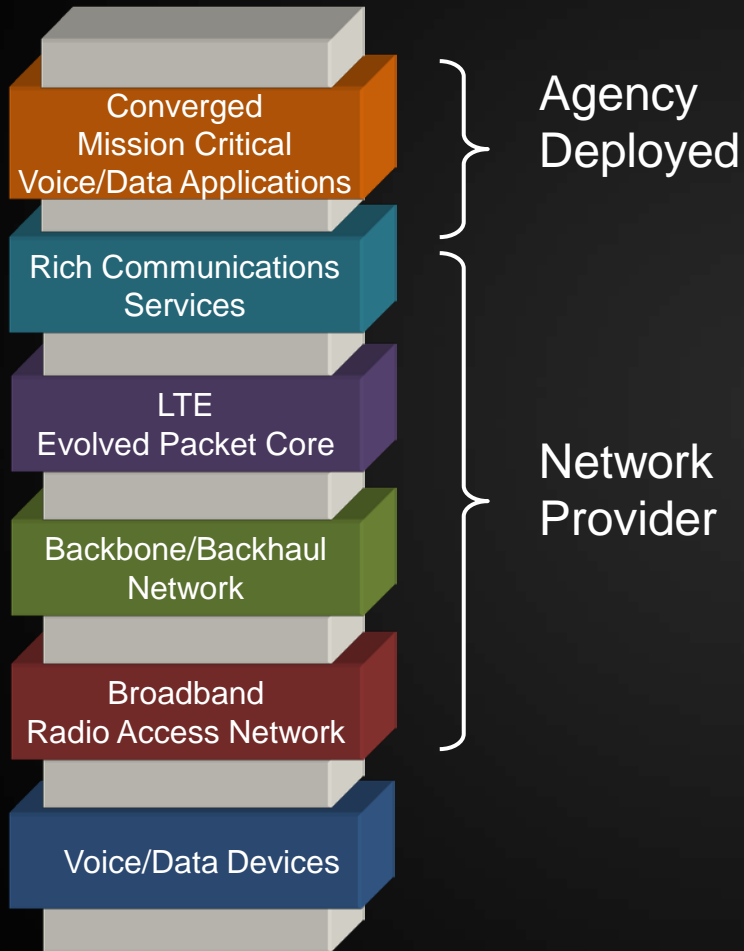 Converged
Mission Critical
Voice/Data Applications
Agency
Deployed
Rich Communications
Services
LTE
Evolved Packet Core
Backbone/Backhaul
Network
Broadband
Radio Access Network
Network
Provider
Voice/Data Devices